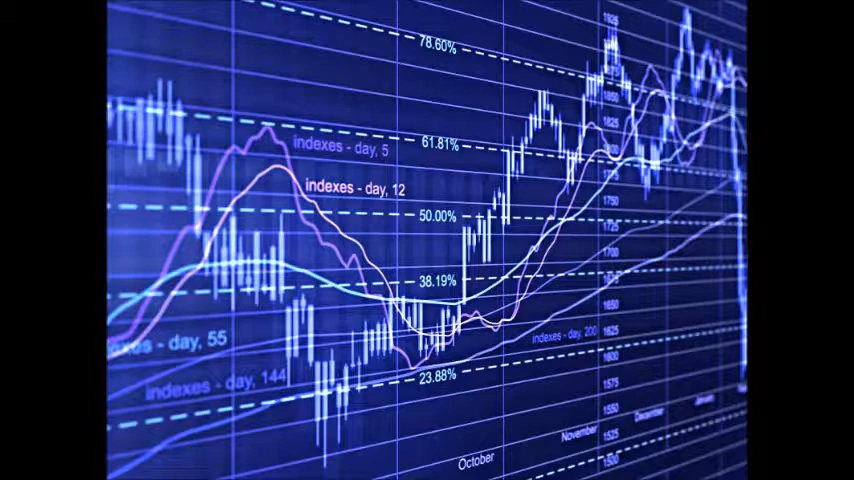 78.60%
61.81%
indexes - day, 5
indexes - day, 12
50.00%
38.19%
indexes - day, 200
day, 55
indexes - day, 144
23.88%
October
November
December
January
1925
1850
1825
1750
1725
1700
1650
1625
1600
1575
1550
1525
1500